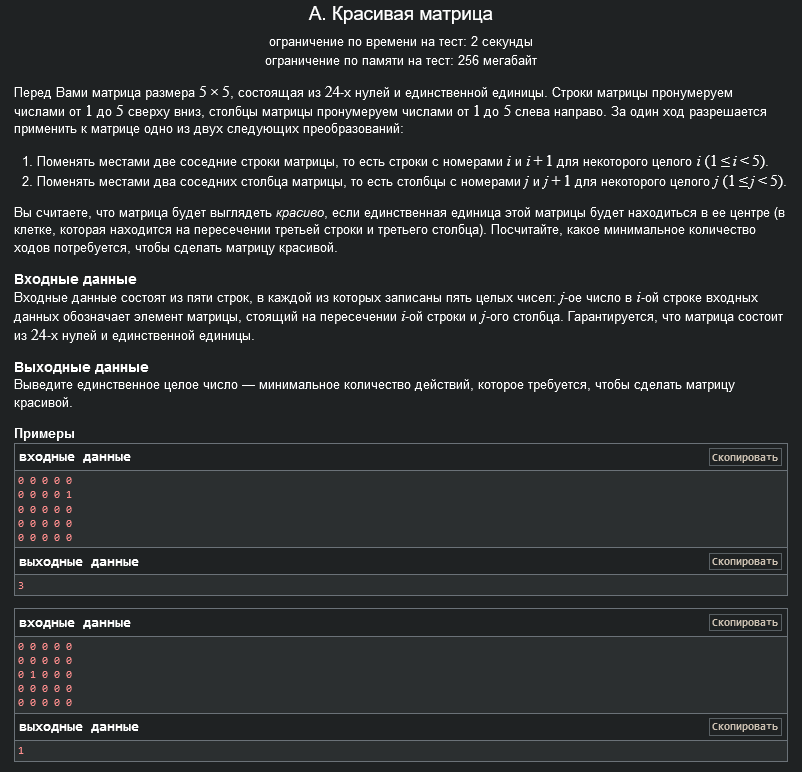 А. Красивая матрица
ограничение по времени на тест: 2 секунды
ограничение по памяти на тест: 256 мегабайт
Перед Вами матрица размера 5 × 5, состоящая из 24-х нулей и единственной единицы. Строки матрицы пронумеруем
числами от 1 до 5 сверху вниз, столбцы матрицы пронумеруем числами от 1 до 5 слева направо. За один ход разрешается
применить к матрице одно из двух следующих преобразований:
1. Поменять местами две соседние строки матрицы, то есть строки с номерами i и i + 1 для некоторого целого i (1 ≤ i < 5).
2. Поменять местами два соседних столбца матрицы, то есть столбцы с номерами j и j + 1 для некоторого целого j (1 ≤ j < 5).
Вы считаете, что матрица будет выглядеть красиво, если единственная единица этой матрицы будет находиться в ее центре (в
клетке, которая находится на пересечении третьей строки и третьего столбца). Посчитайте, какое минимальное количество
ходов потребуется, чтобы сделать матрицу красивой.
Входные данные
Входные данные состоят из пяти строк, в каждой из которых записаны пять целых чисел: j-ое число в i-ой строке входных
данных обозначает элемент матрицы, стоящий на пересечении i-ой строки и j-ого столбца. Гарантируется, что матрица состоит
из 24-х нулей и единственной единицы.
Выходные данные
Выведите единственное целое число — минимальное количество действий, которое требуется, чтобы сделать матрицу
красивой.
Примеры
входные данные Скопировать
0 0 0 0 0
0 0 0 0 1
0 0 0 0 0
0 0 0 0 0
0 0 0 0 0
выходные данные Скопировать
3
входные данные Скопировать
0 0 0 0 0
0 0 0 0 0
0 1 0 0 0
0 0 0 0 0
0 0 0 0 0
выходные данные Скопировать
1